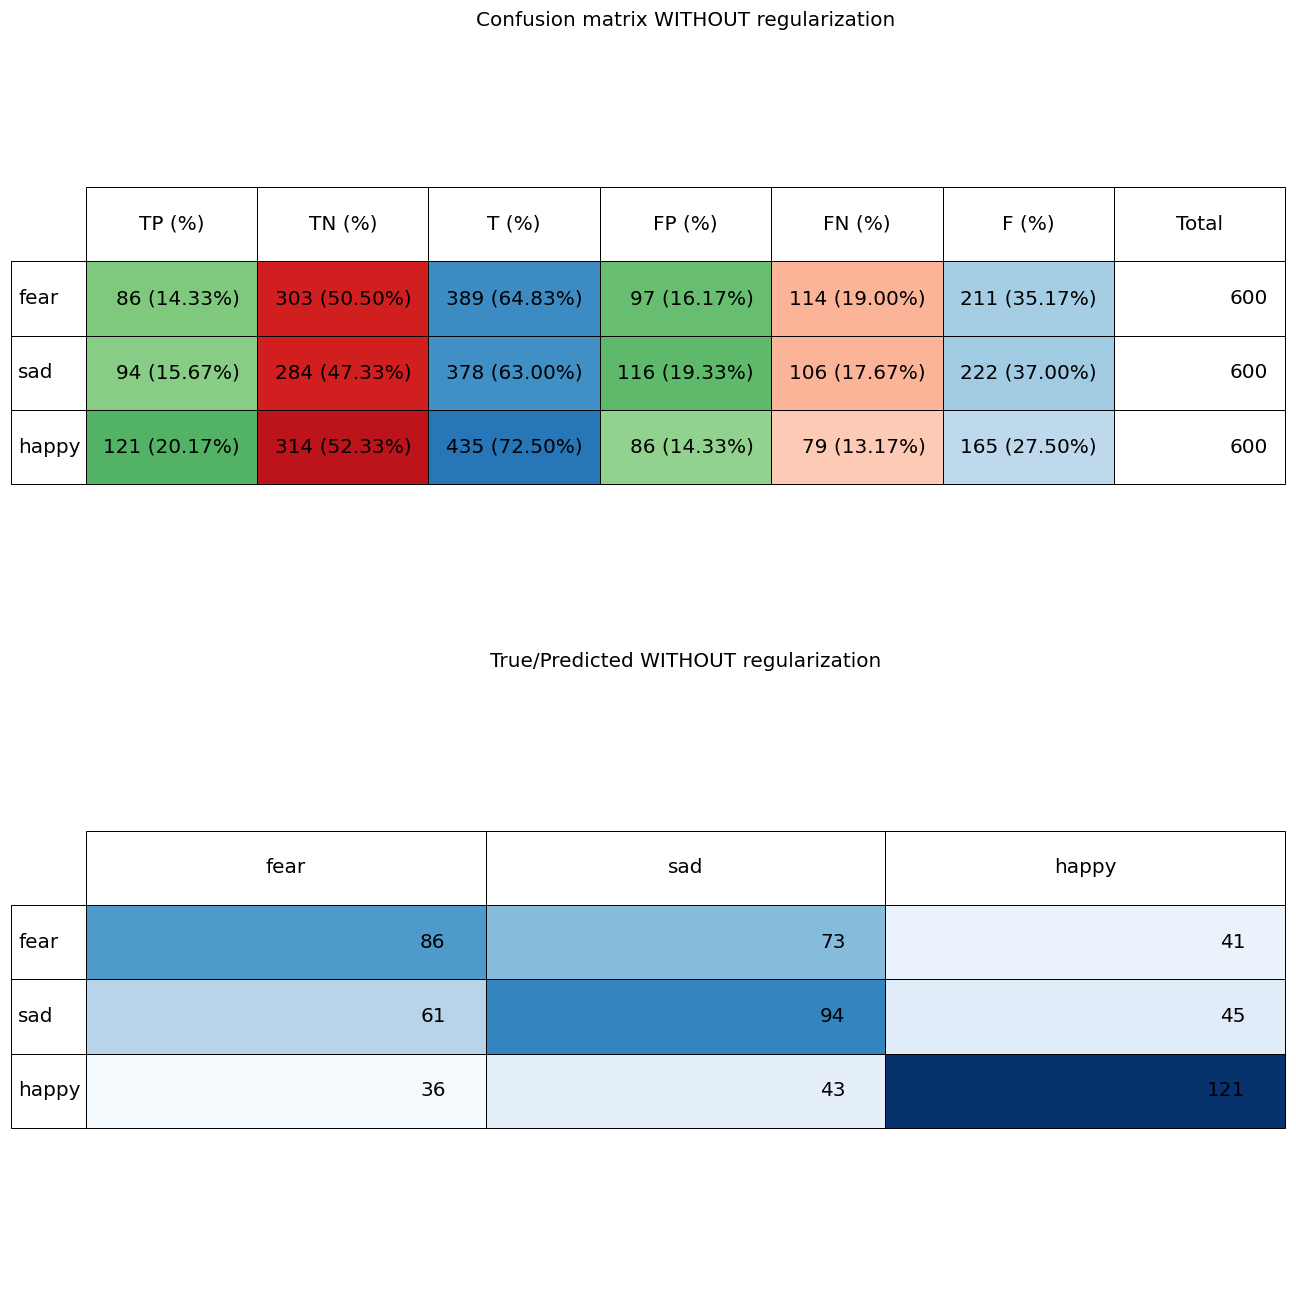 Confusion matrix WITHOUT regularization
TP (%) TN (%) T (%) FP (%) FN (%) F (%) Total
fear 86 (14.33%) 303 (50.50%) 389 (64.83%) 97 (16.17%) 114 (19.00%) 211 (35.17%) 600
sad 94 (15.67%) 284 (47.33%) 378 (63.00%) 116 (19.33%) 106 (17.67%) 222 (37.00%) 600
happy 121 (20.17%) 314 (52.33%) 435 (72.50%) 86 (14.33%) 79 (13.17%) 165 (27.50%) 600
True/Predicted WITHOUT regularization
fear sad happy
fear 86 73 41
sad 61 94 45
happy 36 43 121